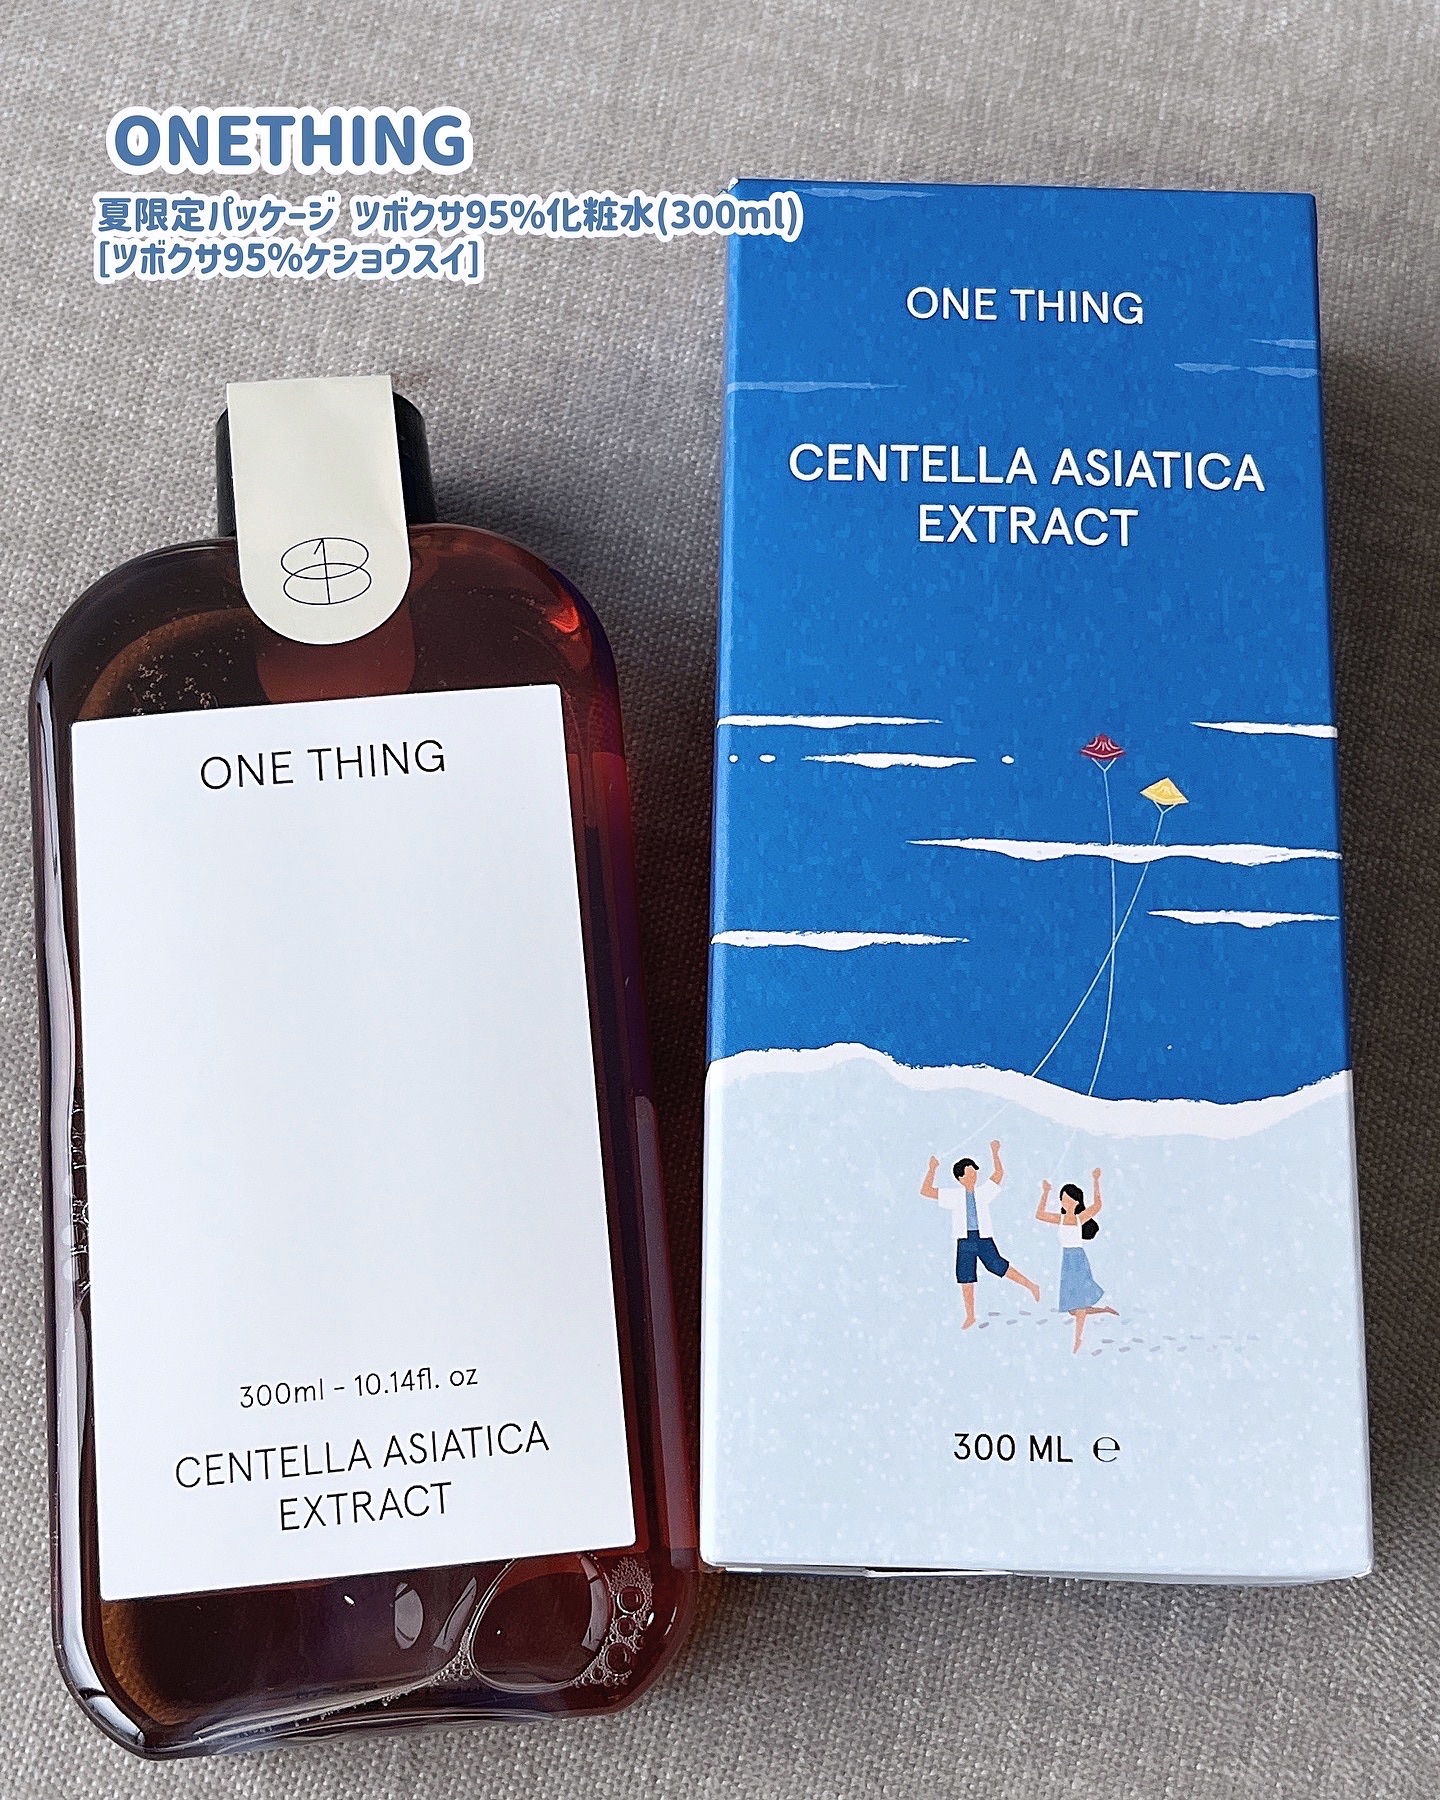 ONETHING
夏限定パッケージ ツボクサ95%化粧水(300ml)
[ツボクサ95%ケショウスイ]
ONE THING
CENTELLA ASIATICA
EXTRACT
300 ML ℮
ONE THING
300ml - 10.14fl. oz
CENTELLA ASIATICA
EXTRACT